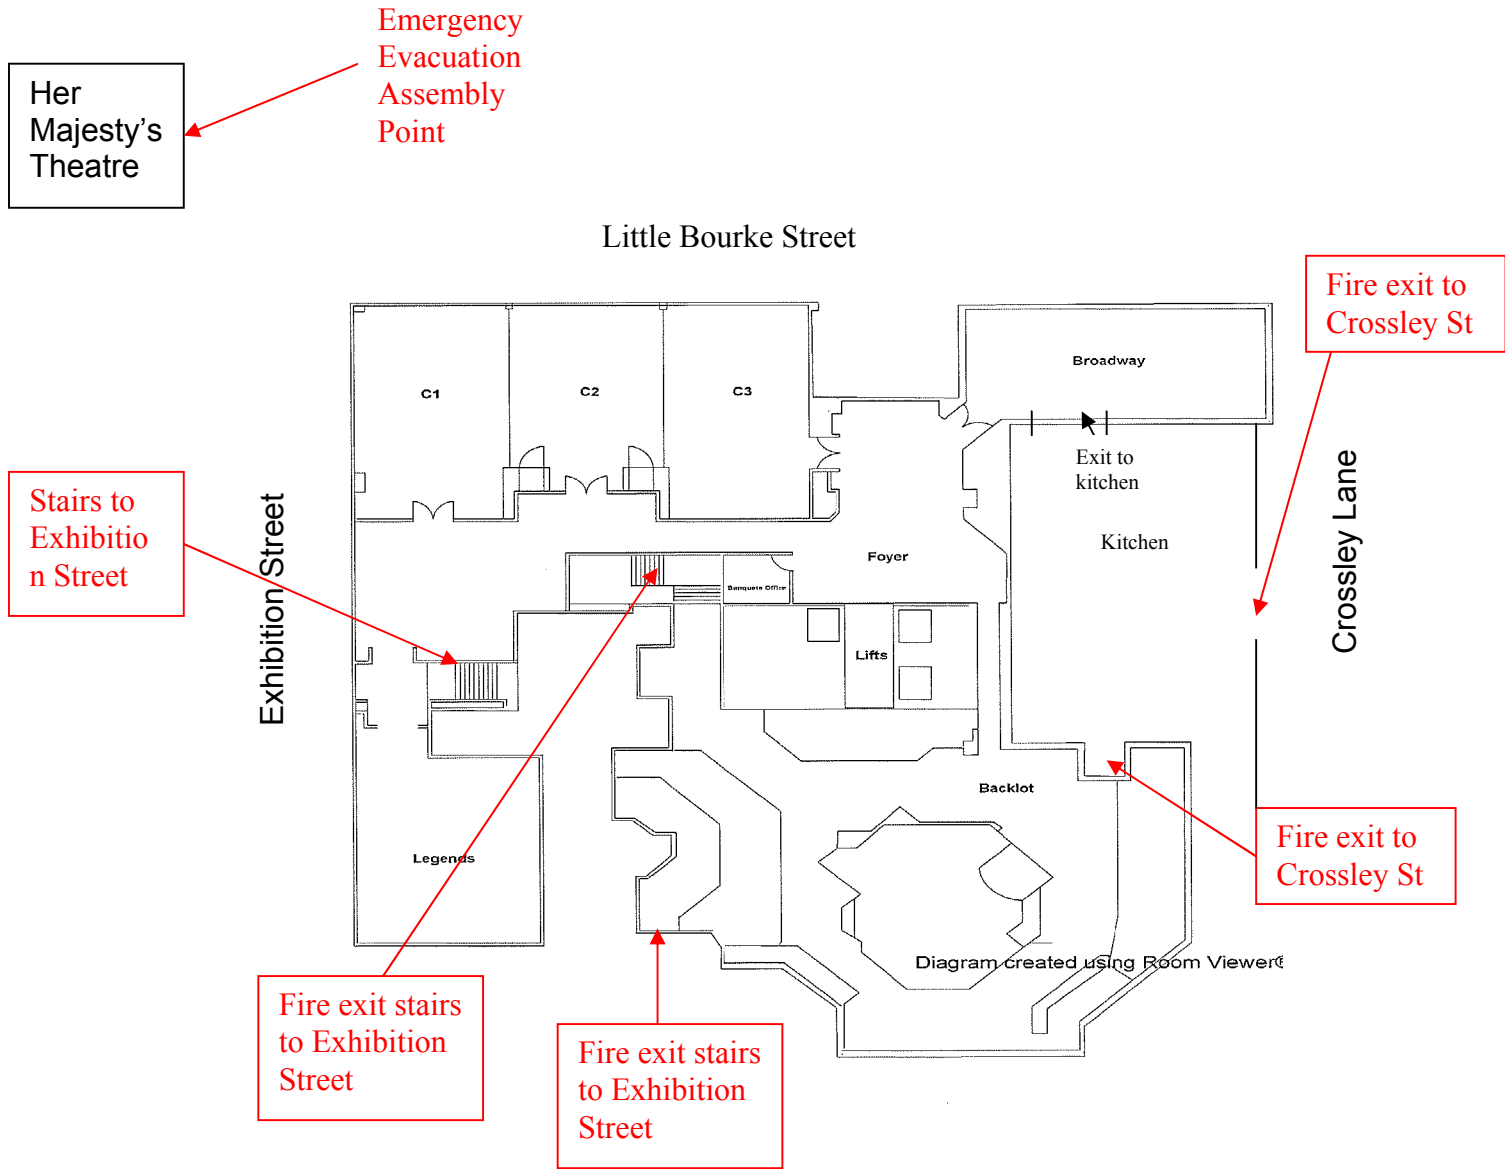 Emergency
Evacuation
Assembly
Point
Her
Majesty’s
Theatre
Little Bourke Street
Fire exit to
Crossley St
Broadway
C1
C2
C3
Exit to
kitchen
Kitchen
Crossley Lane
Stairs to
Exhibitio
n Street
Exhibition Street
Foyer
Banquete Office
Lifts
Backlot
Legends
Fire exit to
Crossley St
Diagram created using Room Viewer®
Fire exit stairs
to Exhibition
Street
Fire exit stairs
to Exhibition
Street